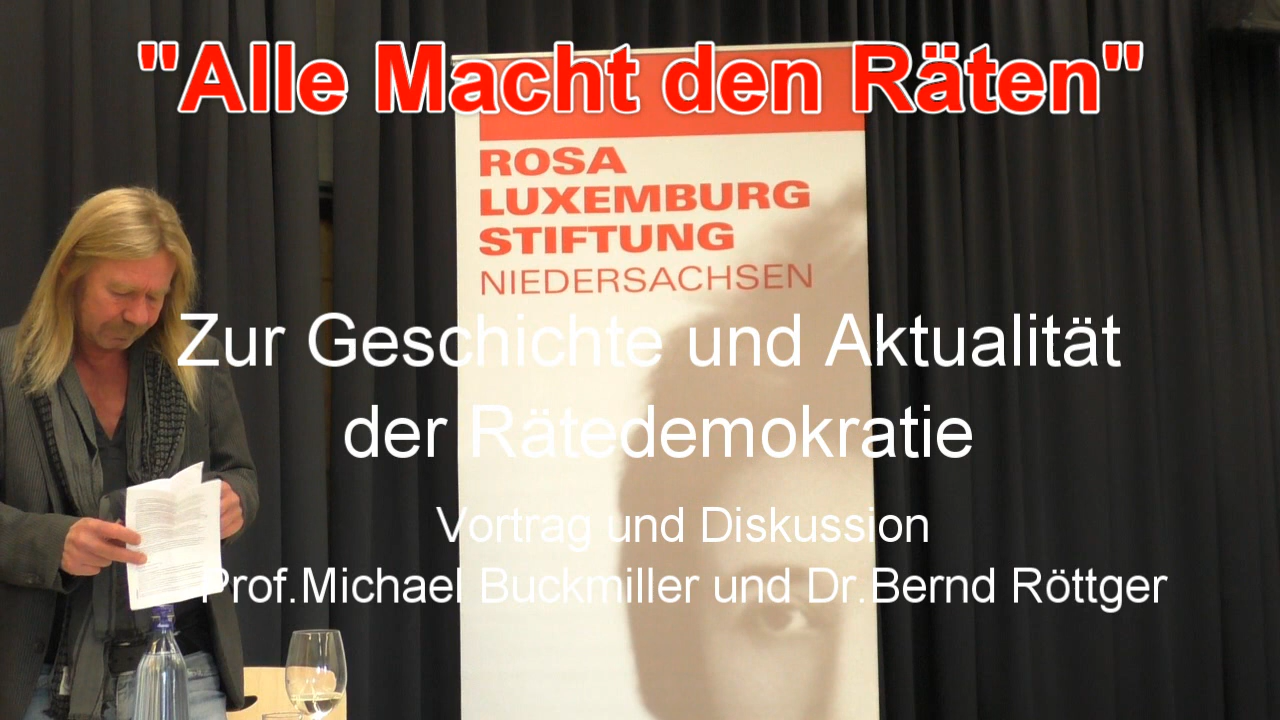 "Alle Macht den Räten"
ROSA
LUXEMBURG
STIFTUNG
NIEDERSACHSEN
Zur Geschichte und Aktualität
der Rätedemokratie
Vortrag und Diskussion
Prof.Michael Buckmiller und Dr.Bernd Röttger